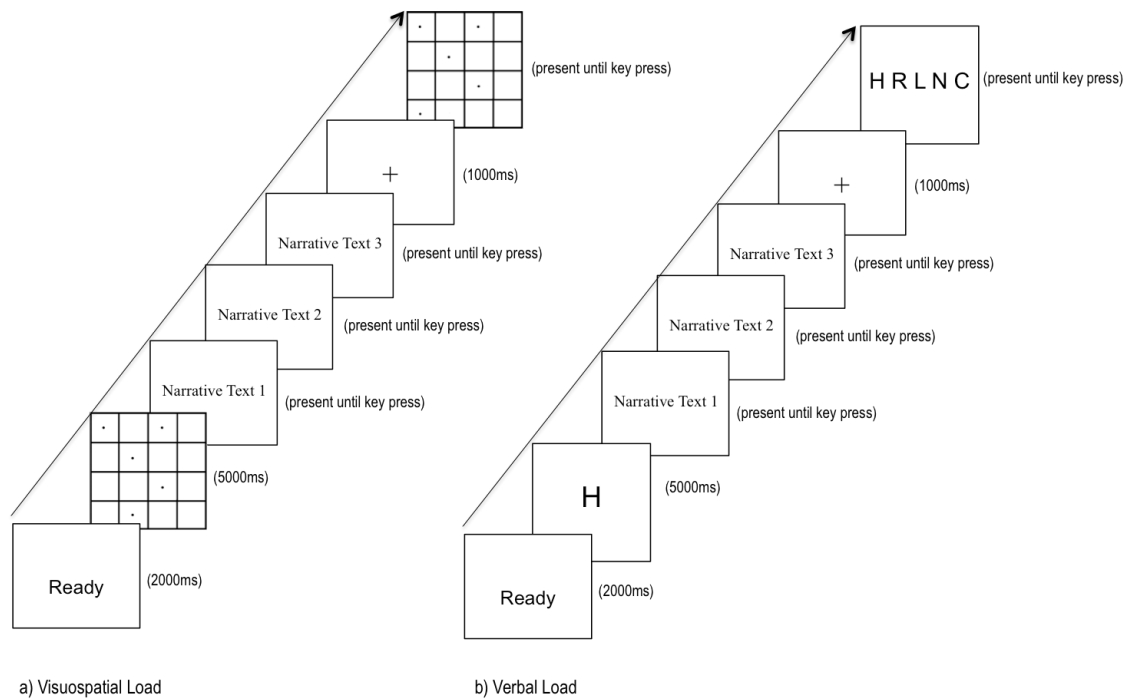 (present until key press)
+
(1000ms)
Narrative Text 3
(present until key press)
Narrative Text 2
(present until key press)
Narrative Text 1
(present until key press)
(5000ms)
Ready
(2000ms)
a) Visuospatial Load
H R L N C
(present until key press)
+
(1000ms)
Narrative Text 3
(present until key press)
Narrative Text 2
(present until key press)
Narrative Text 1
(present until key press)
H
(5000ms)
Ready
(2000ms)
b) Verbal Load